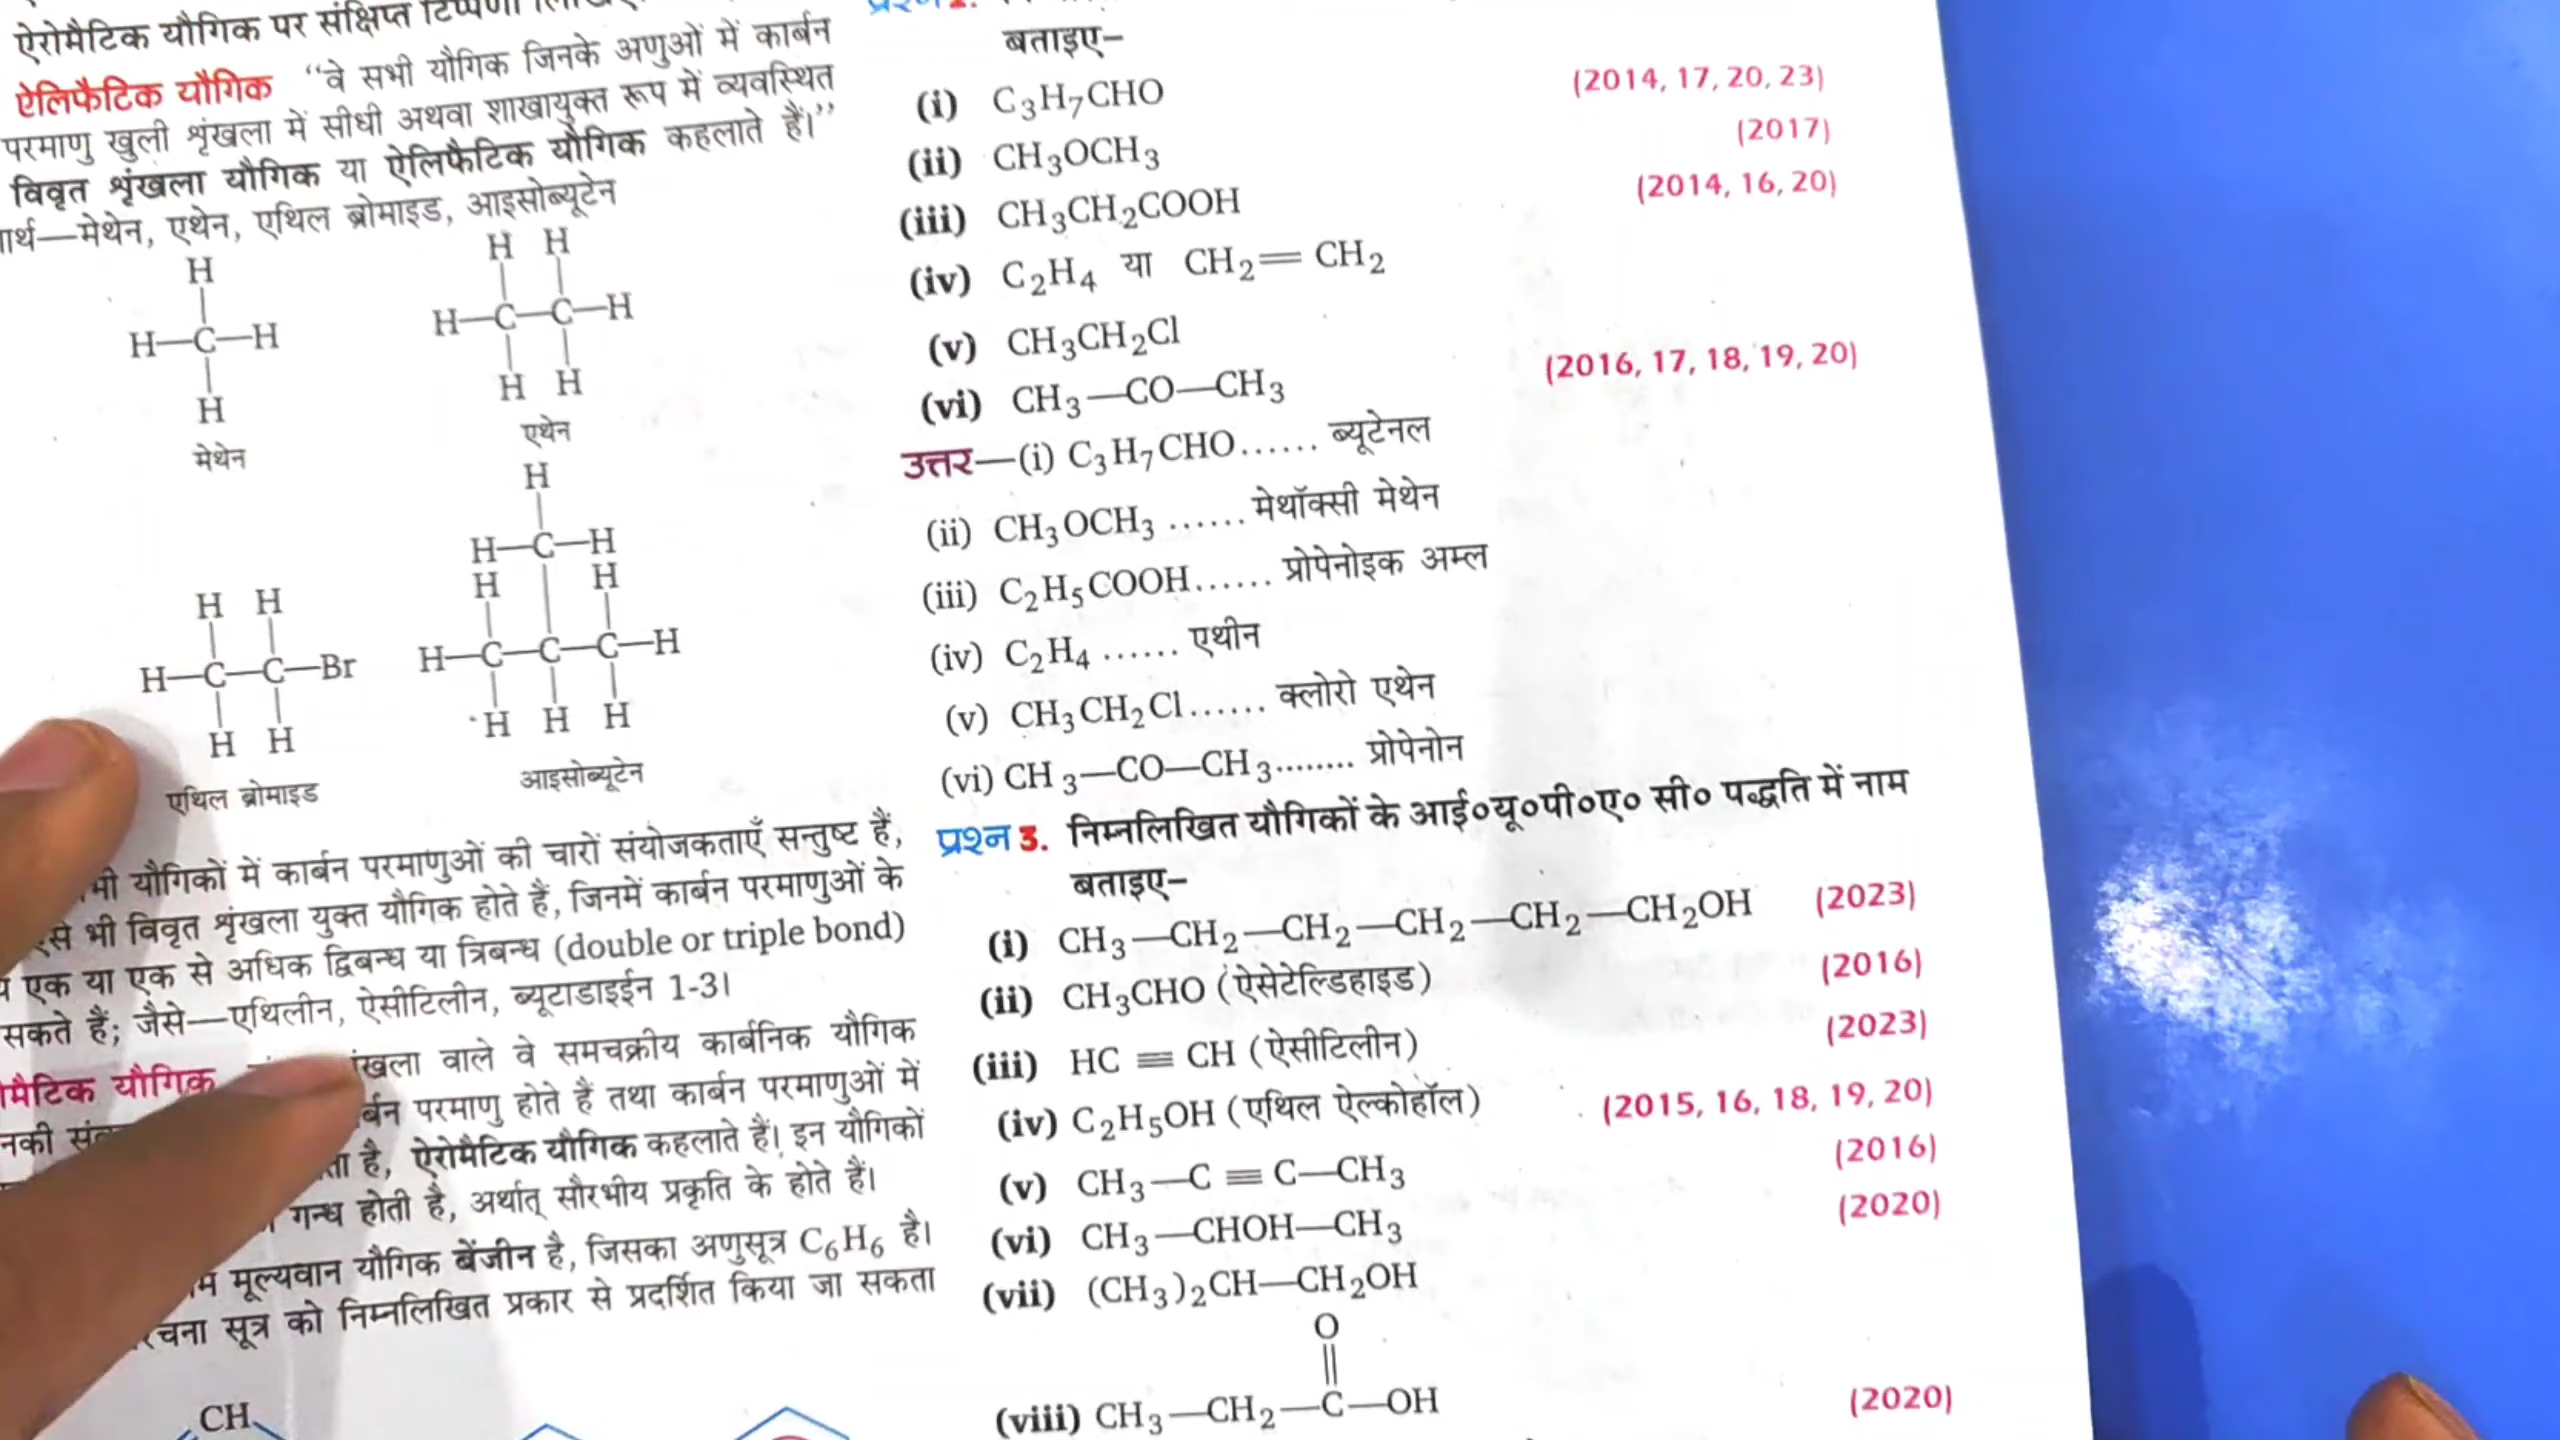 ऐरोमैटिक यौगिक पर संक्षिप्त टिप्पणी
ऐलिफैटिक यौगिक “वे सभी यौगिक जिनके अणुओं में कार्बन
परमाणु खुली शृंखला में सीधी अथवा शाखायुक्त रूप में व्यवस्थित
विवृत शृंखला यौगिक या ऐलिफैटिक यौगिक कहलाते हैं।”
मेथेन, एथेन, एथिल ब्रोमाइड, आइसोब्यूटेन
H
H—C—H
H
मेथेन
H H
H—C—C—H
H H
एथेन
H H
H—C—C—Br
H H
एथिल ब्रोमाइड
H
H—C—H
H H
H—C—C—C—H
H H H
आइसोब्यूटेन
यौगिकों में कार्बन परमाणुओं की चारों संयोजकताएँ सन्तुष्ट हैं,
से भी विवृत शृंखला युक्त यौगिक होते हैं, जिनमें कार्बन परमाणुओं के
एक या एक से अधिक द्विबन्ध या त्रिबन्ध (double or triple bond)
सकते हैं; जैसे—एथिलीन, ऐसीटिलीन, ब्यूटाडाइईन 1-3।
यौगिक वाले वे समचक्रीय कार्बनिक यौगिक
परमाणु होते हैं तथा कार्बन परमाणुओं में
है, ऐरोमैटिक यौगिक कहलाते हैं। इन यौगिकों
गन्ध होती है, अर्थात् सौरभीय प्रकृति के होते हैं।
मूल्यवान यौगिक बेंजीन है, जिसका अणुसूत्र C₆H₆ है।
सूत्र को निम्नलिखित प्रकार से प्रदर्शित किया जा सकता
CH
बताइए–
(i) C₃H₇CHO (2014, 17, 20, 23)
(ii) CH₃OCH₃ (2017)
(iii) CH₃CH₂COOH (2014, 16, 20)
(iv) C₂H₄ या CH₂═CH₂
(v) CH₃CH₂Cl
(vi) CH₃—CO—CH₃ (2016, 17, 18, 19, 20)
उत्तर—(i) C₃H₇CHO...... ब्यूटेनल
(ii) CH₃OCH₃ ...... मेथॉक्सी मेथेन
(iii) C₂H₅COOH...... प्रोपेनोइक अम्ल
(iv) C₂H₄ ...... एथीन
(v) CH₃CH₂Cl...... क्लोरो एथेन
(vi) CH₃—CO—CH₃........ प्रोपेनोन
प्रश्न 3. निम्नलिखित यौगिकों के आई०यू०पी०ए० सी० पद्धति में नाम
बताइए–
(i) CH₃—CH₂—CH₂—CH₂—CH₂—CH₂OH (2023)
(ii) CH₃CHO (ऐसेटेल्डिहाइड) (2016)
(iii) HC ≡ CH (ऐसीटिलीन) (2023)
(iv) C₂H₅OH (एथिल ऐल्कोहॉल) (2015, 16, 18, 19, 20)
(v) CH₃—C ≡ C—CH₃ (2016)
(vi) CH₃—CHOH—CH₃ (2020)
(vii) (CH₃)₂CH—CH₂OH
O
(viii) CH₃—CH₂—C—OH (2020)